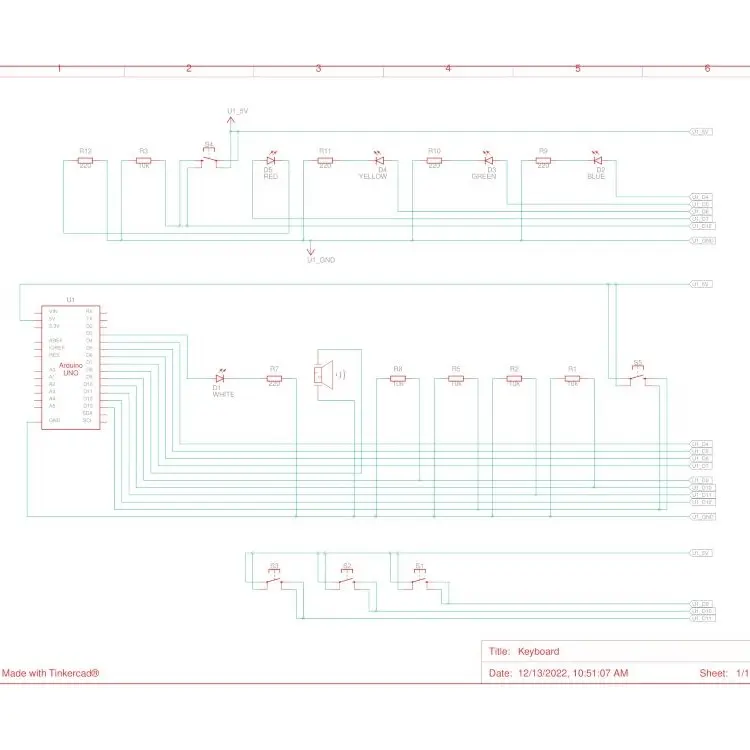 1 2 3 4 5 6
U1_5V
U1_5V
R12 R3 S4 D5 R11 D4 R10 D3 R9 D2
220 10K RED 220 YELLOW 220 GREEN 220 BLUE
U1_D4
U1_D5
U1_D6
U1_D7
U1_D12
U1_GND
U1_GND
U1_5V
U1
VIN RX
5V TX
3.3V D2
D3
AREF D4
IOREF D5
RES D6
D7
A0 D8
A1 D9
A2 D10
A3 D11
A4 D12
A5 D13
SDA
GND SCL
Arduino
UNO
D1
WHITE
R7
220
R8 R5 R2 R1 S5
10K 10K 10K 10K
U1_D4
U1_D5
U1_D6
U1_D7
U1_D9
U1_D10
U1_D11
U1_D12
U1_GND
U1_5V
S3 S2 S1
U1_D9
U1_D10
U1_D11
Title: Keyboard
Made with Tinkercad®
Date: 12/13/2022, 10:51:07 AM Sheet: 1/1